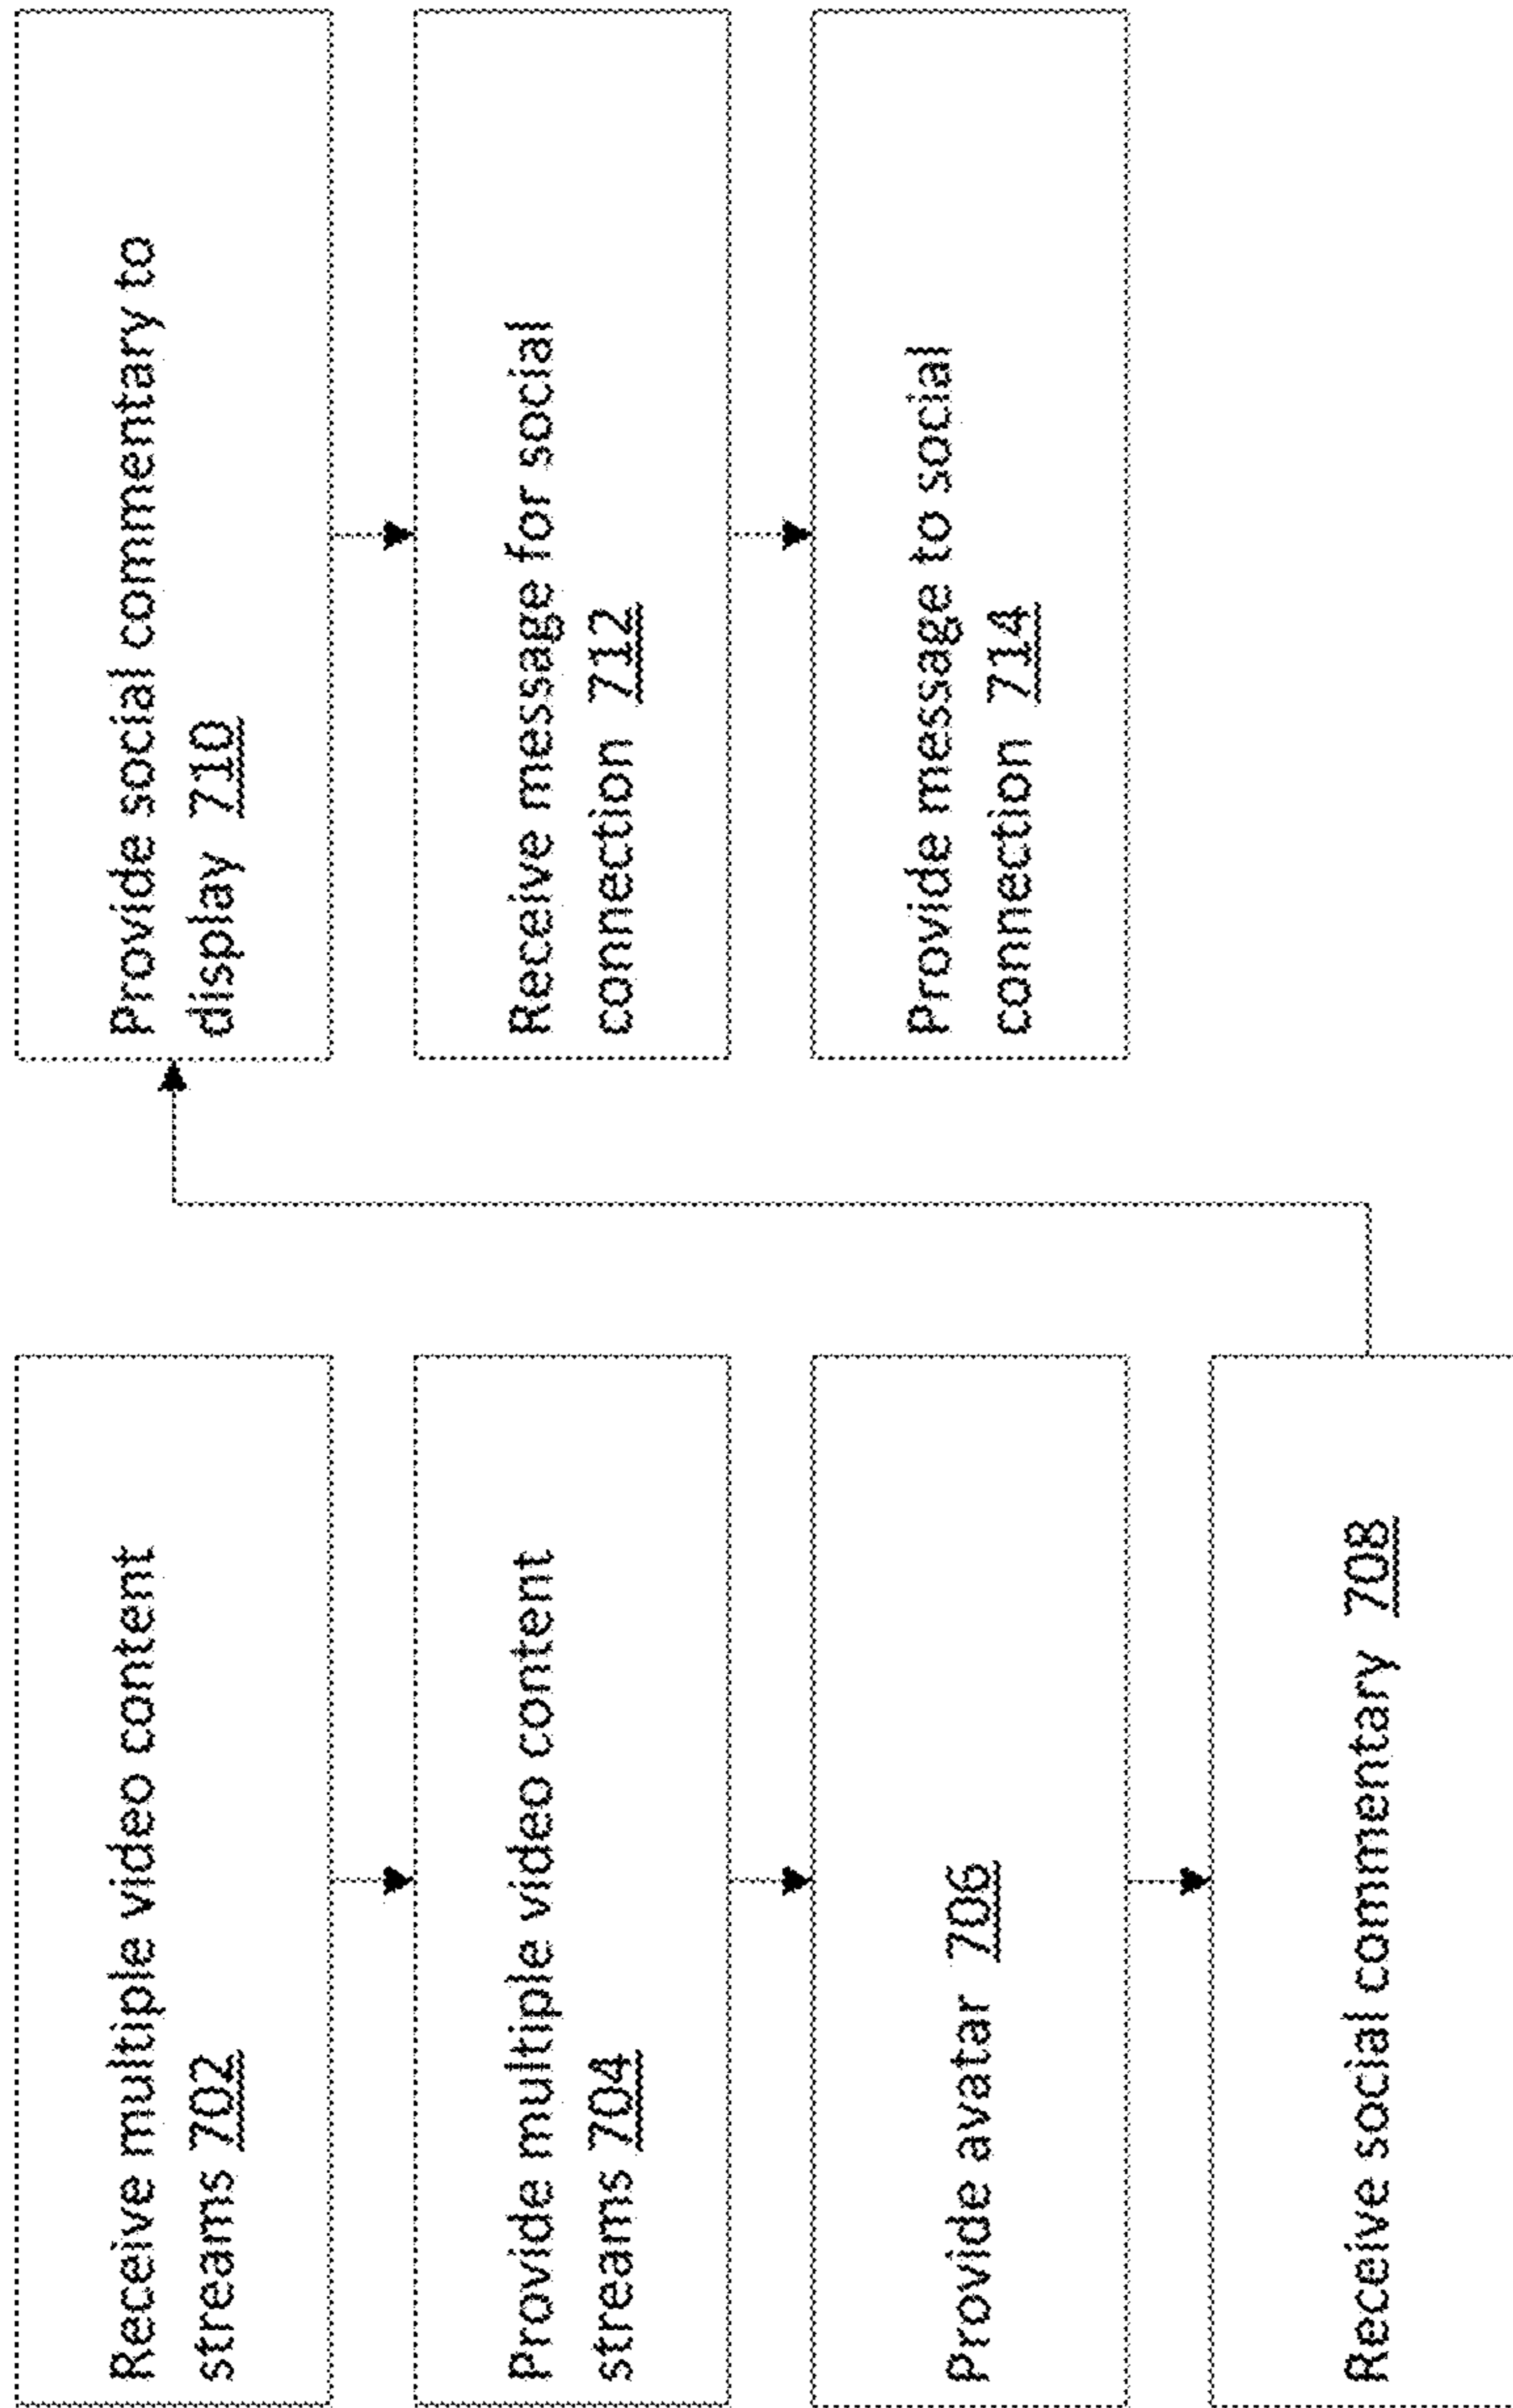 Receive multiple video content
streams 702
Provide multiple video content
streams 704
Provide avatar 706
Receive social commentary 708
Provide social commentary to
display 710
Receive message for social
connection 712
Provide message to social
connection 714